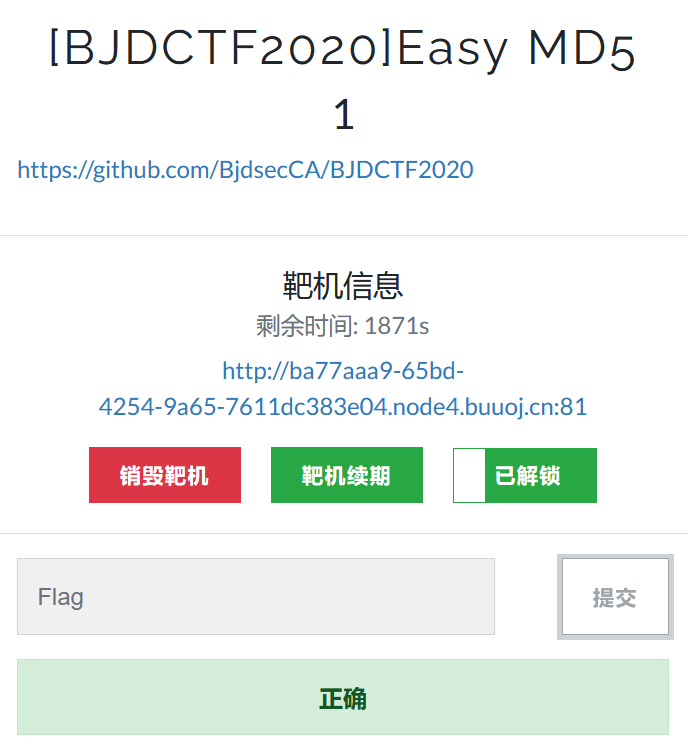 [BJDCTF2020]Easy MD5
1
https://github.com/BjdsecCA/BJDCTF2020
靶机信息
剩余时间: 1871s
http://ba77aaa9-65bd-
4254-9a65-7611dc383e04.node4.buuoj.cn:81
销毁靶机 靶机续期 已解锁
Flag 提交
正确